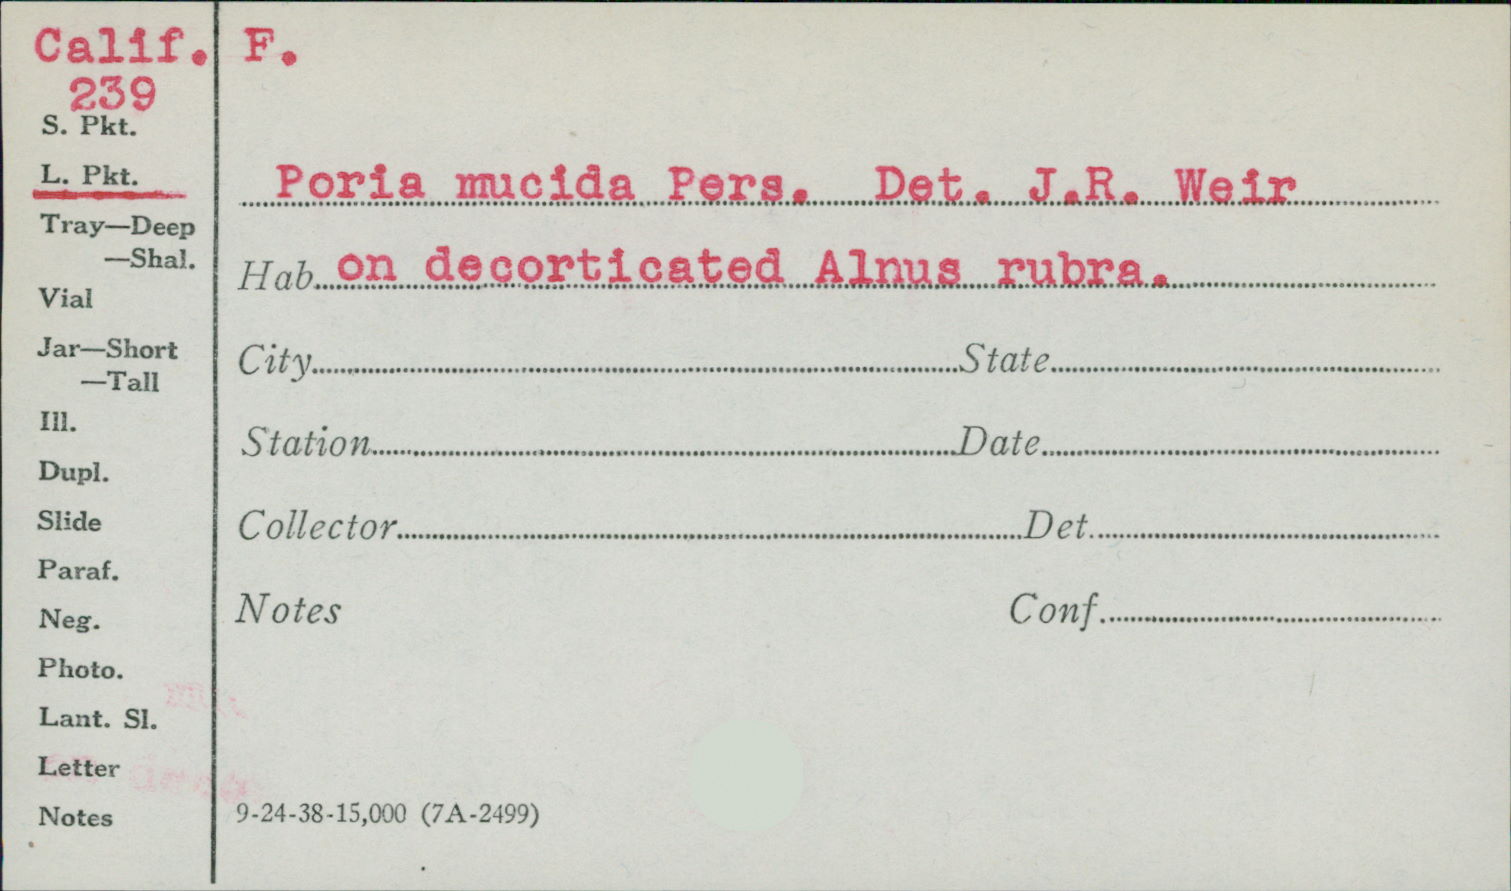 Calif. F.
239
S. Pkt.
L. Pkt.
Poria mucida Pers. Det. J.R. Weir
Tray—Deep
—Shal.
Hab. on decorticated Alnus rubra.
Vial
Jar—Short
—Tall
City State
Ill.
Station Date
Dupl.
Slide
Collector Det.
Paraf.
Neg.
Notes Conf.
Photo.
Lant. Sl.
Letter
Notes
9-24-38-15,000 (7A-2499)